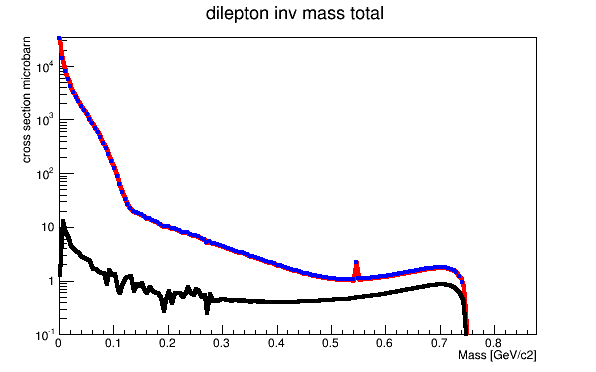 dilepton inv mass total
cross section microbarn
10^4
10^3
10^2
10
1
10^-1
0 0.1 0.2 0.3 0.4 0.5 0.6 0.7 0.8
Mass [GeV/c2]